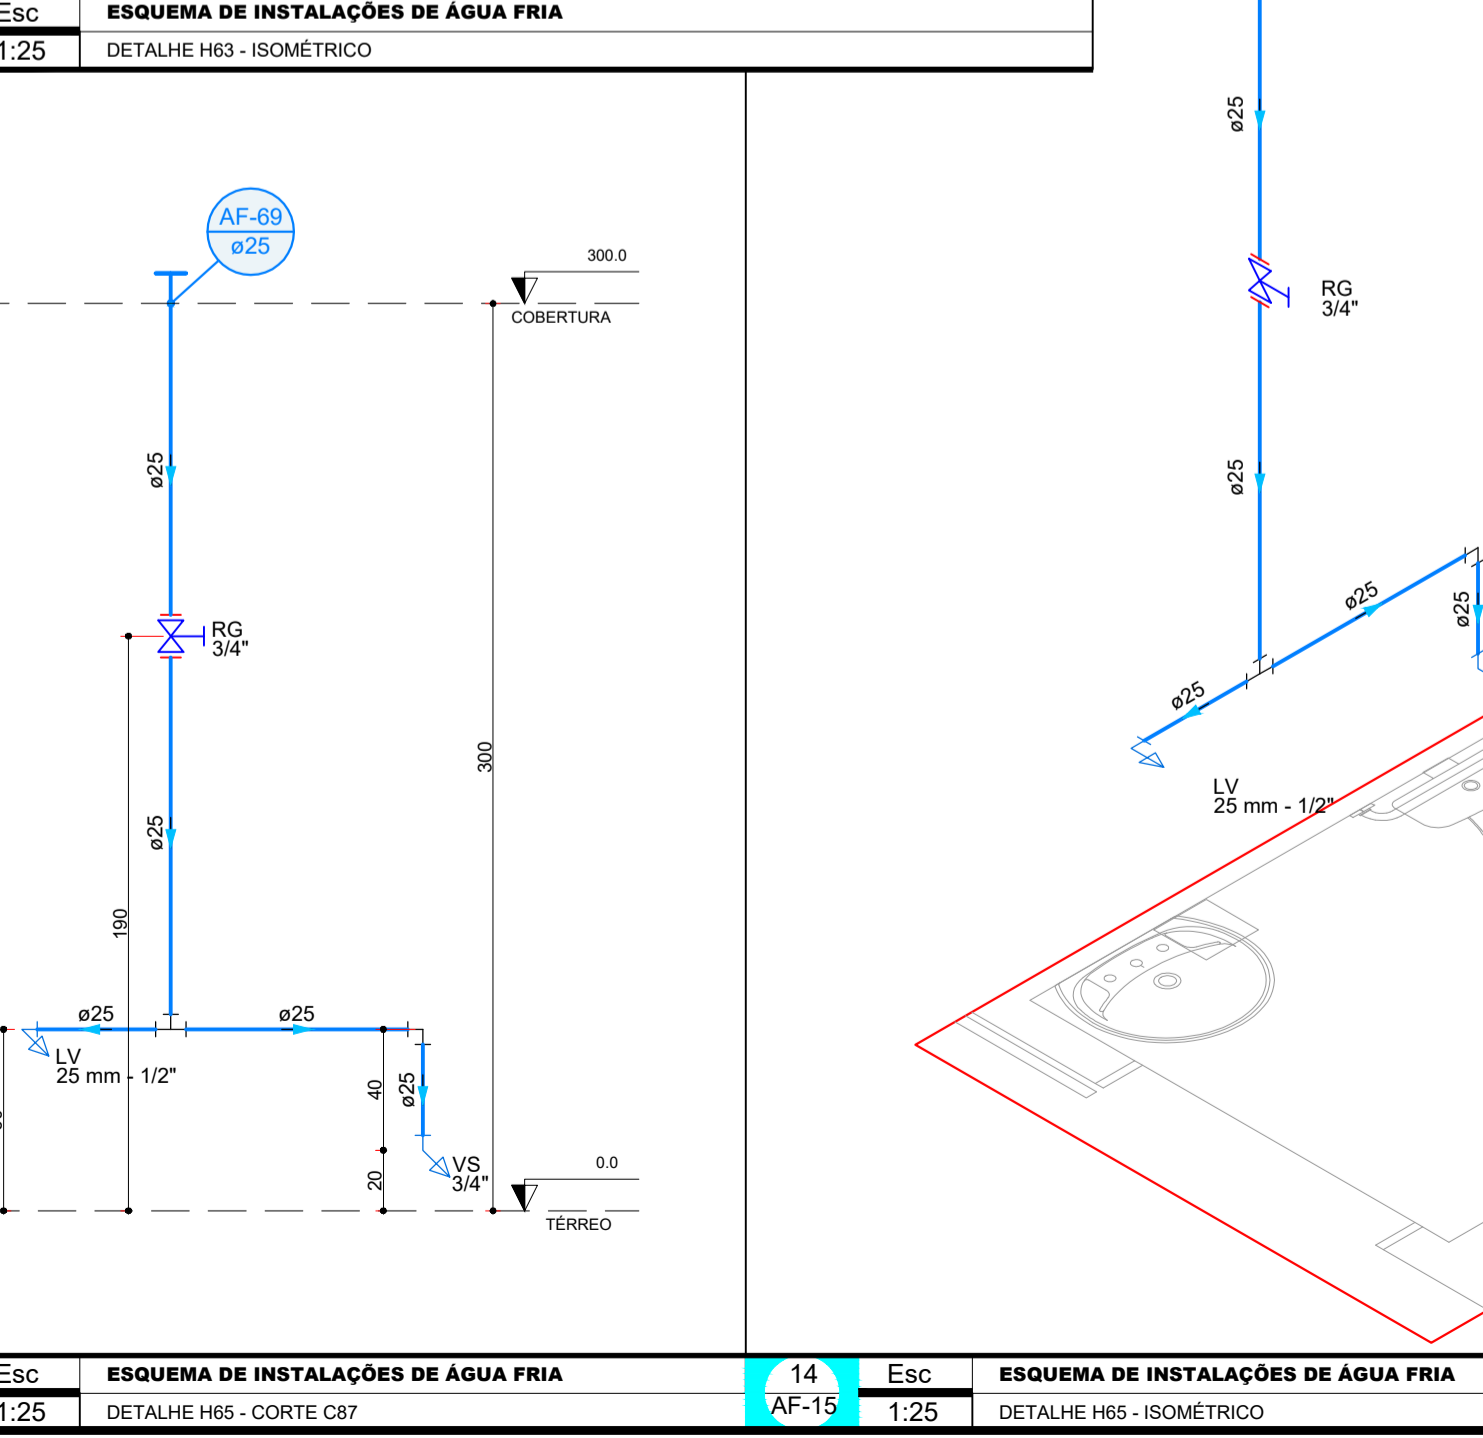 Esc
ESQUEMA DE INSTALAÇÕES DE ÁGUA FRIA
1:25
DETALHE H63 - ISOMÉTRICO
AF-69
ø25
300.0
COBERTURA
ø25
RG
3/4"
300
ø25
190
ø25
ø25
LV
25 mm - 1/2"
40
ø25
20
VS
3/4"
0.0
TÉRREO
ø25
RG
3/4"
ø25
ø25
ø25
ø25
LV
25 mm - 1/2"
Esc
ESQUEMA DE INSTALAÇÕES DE ÁGUA FRIA
1:25
DETALHE H65 - CORTE C87
14
AF-15
Esc
ESQUEMA DE INSTALAÇÕES DE ÁGUA FRIA
1:25
DETALHE H65 - ISOMÉTRICO